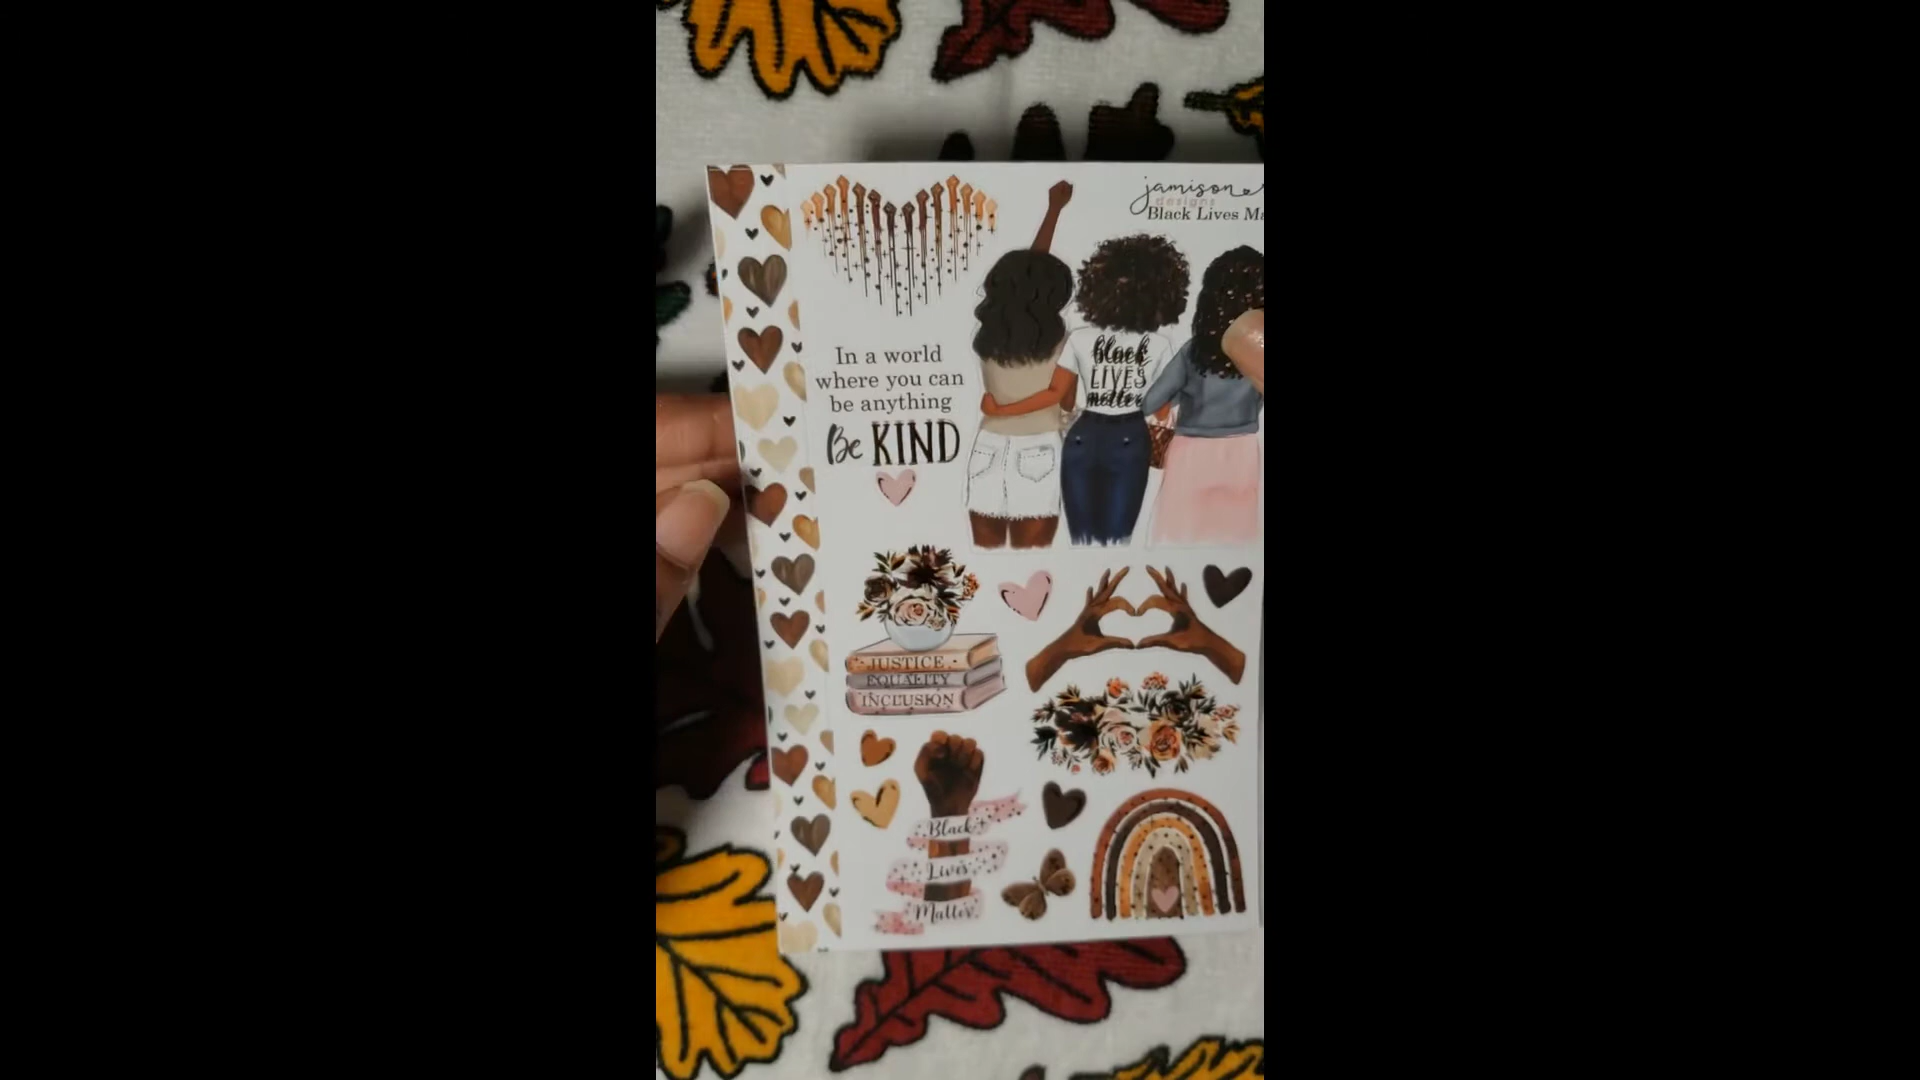 jamison
designs
Black Lives Ma
In a world
where you can
be anything
Be KIND
black
LIVES
matter
JUSTICE
EQUALITY
INCLUSION
Black
Lives
Matter